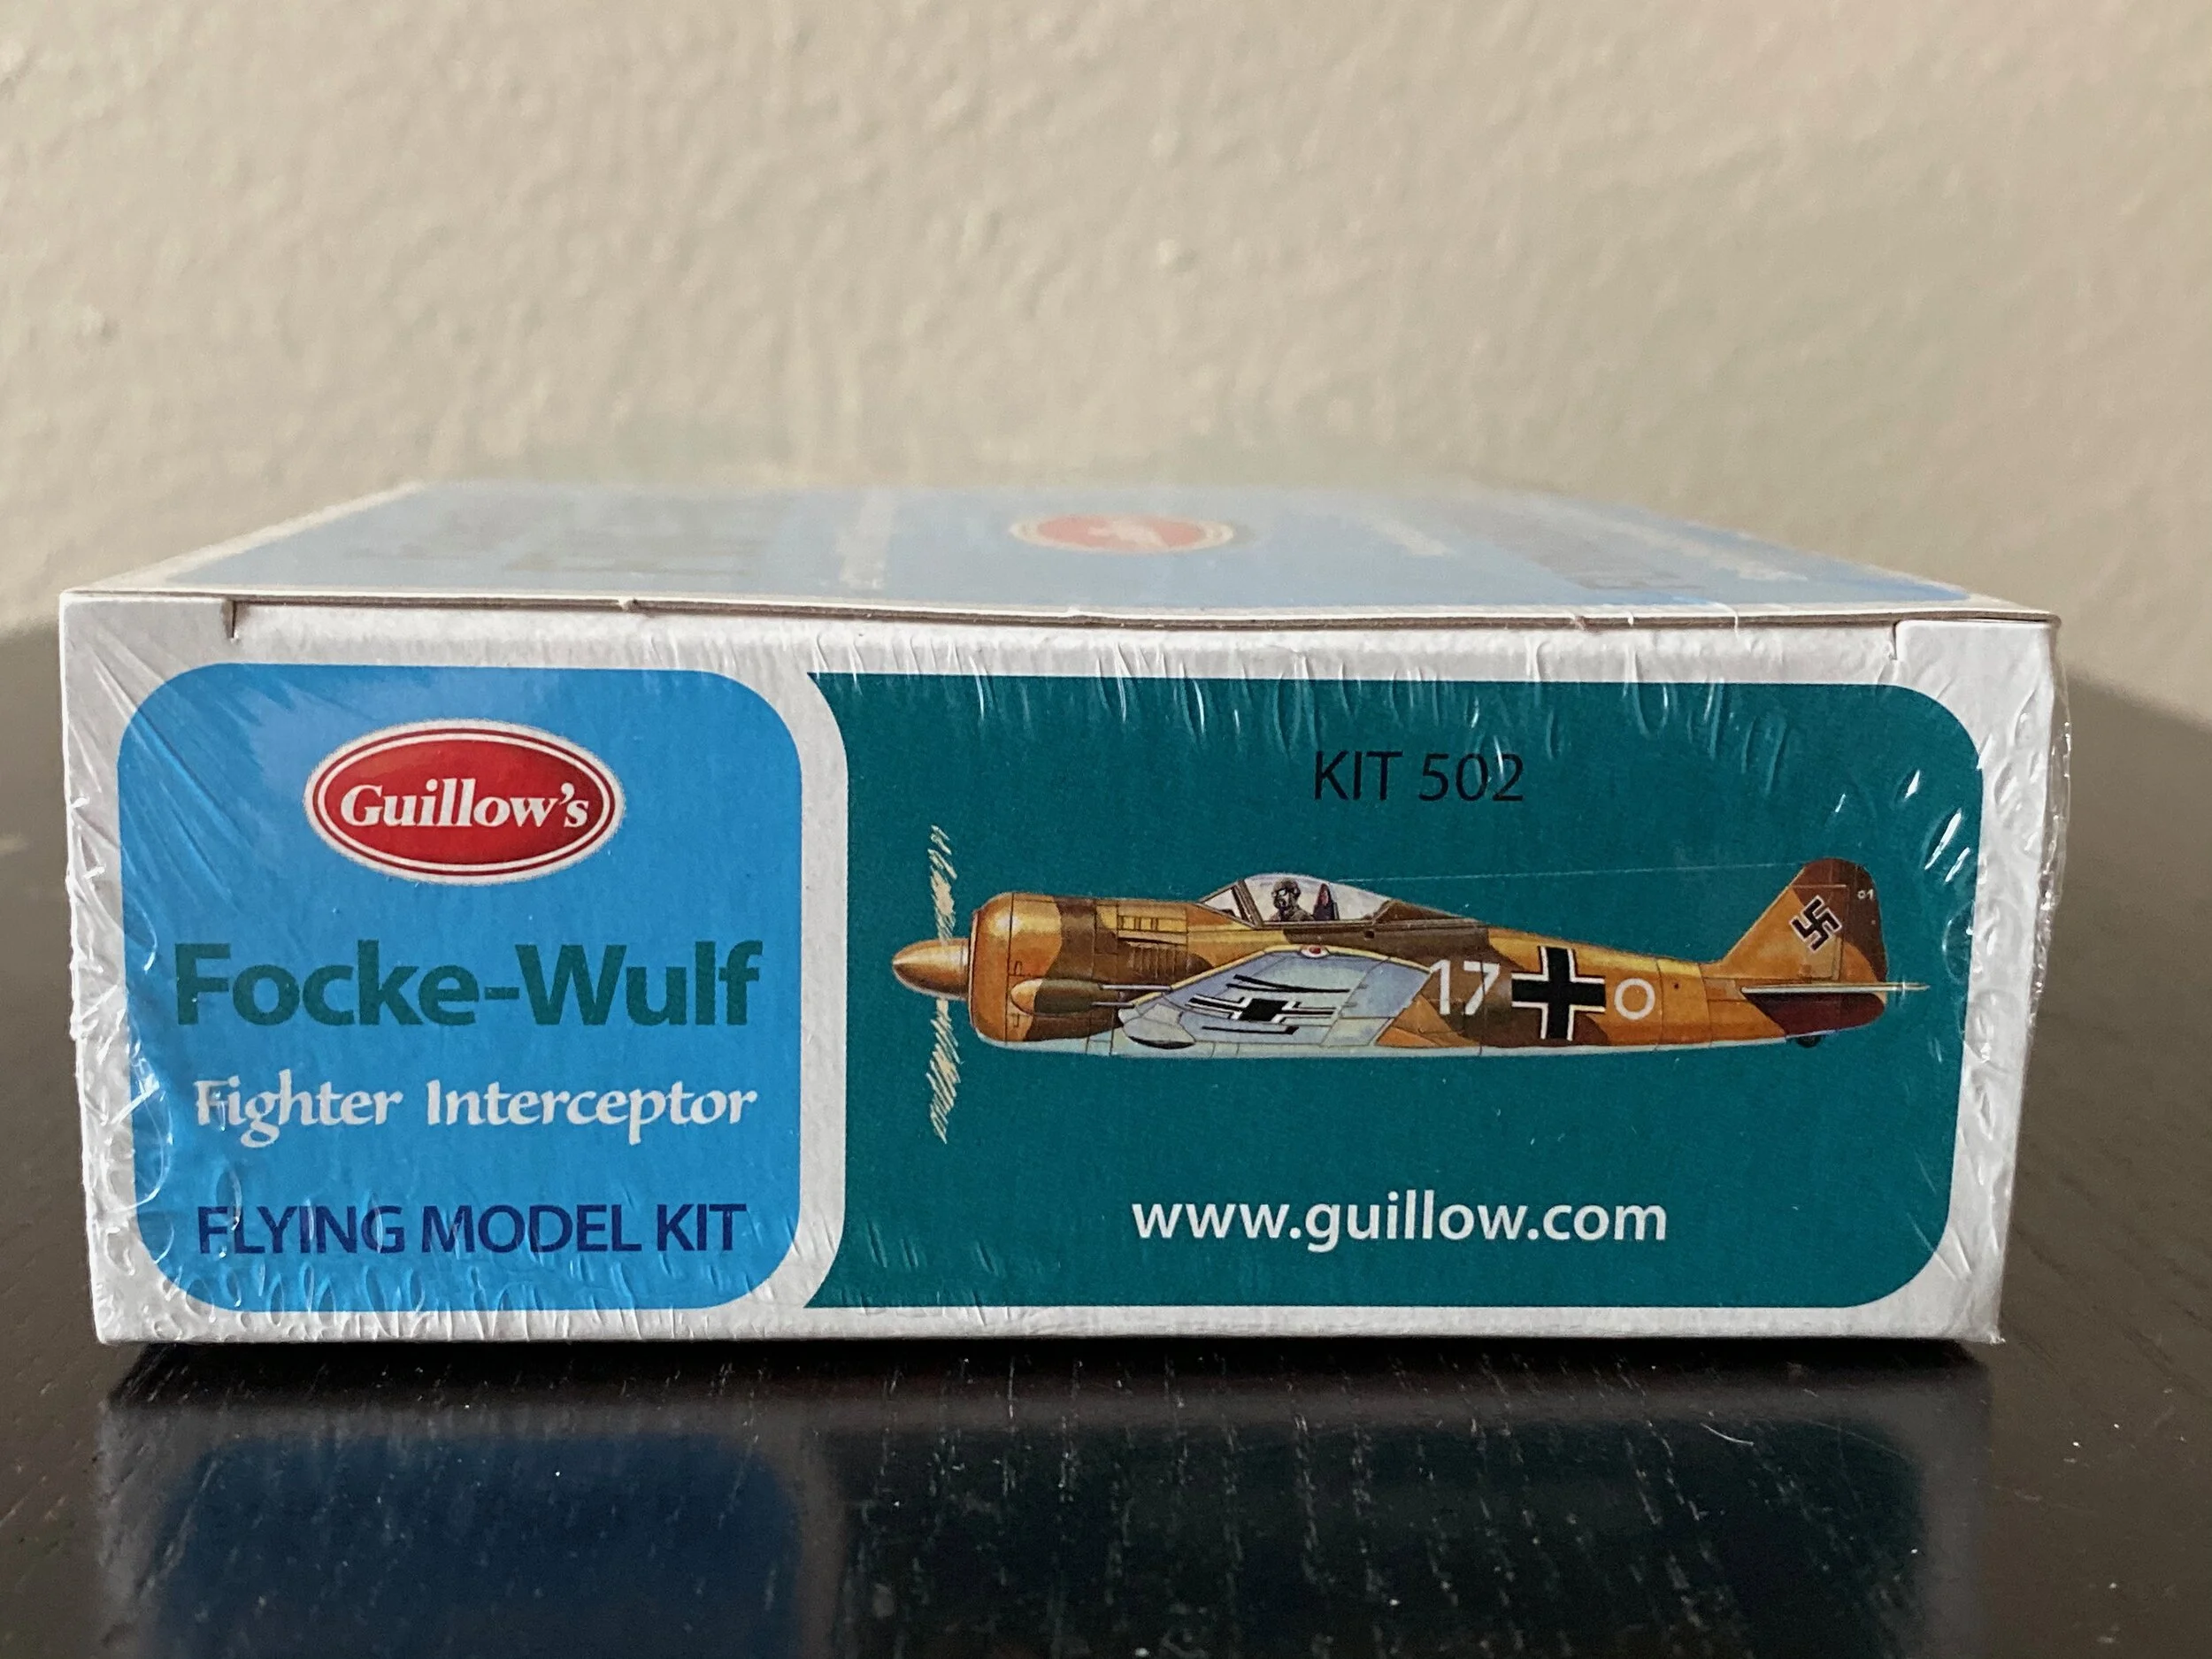 Guillow's
Focke-Wulf
Fighter Interceptor
FLYING MODEL KIT
KIT 502
17
www.guillow.com